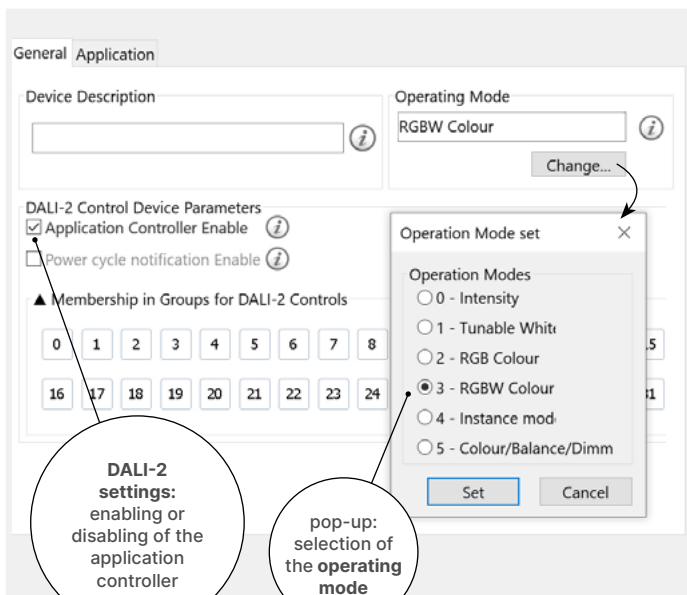 General Application
Device Description
Operating Mode
RGBW Colour
Change...
DALI-2 Control Device Parameters
Application Controller Enable
Power cycle notification Enable
▲ Membership in Groups for DALI-2 Controls
0 1 2 3 4 5 6 7 8
16 17 18 19 20 21 22 23 24
Operation Mode set
Operation Modes
0 - Intensity
1 - Tunable White
2 - RGB Colour
3 - RGBW Colour
4 - Instance mod
5 - Colour/Balance/Dimm
Set Cancel
DALI-2
settings:
enabling or
disabling of the
application
controller
pop-up:
selection of
the operating
mode